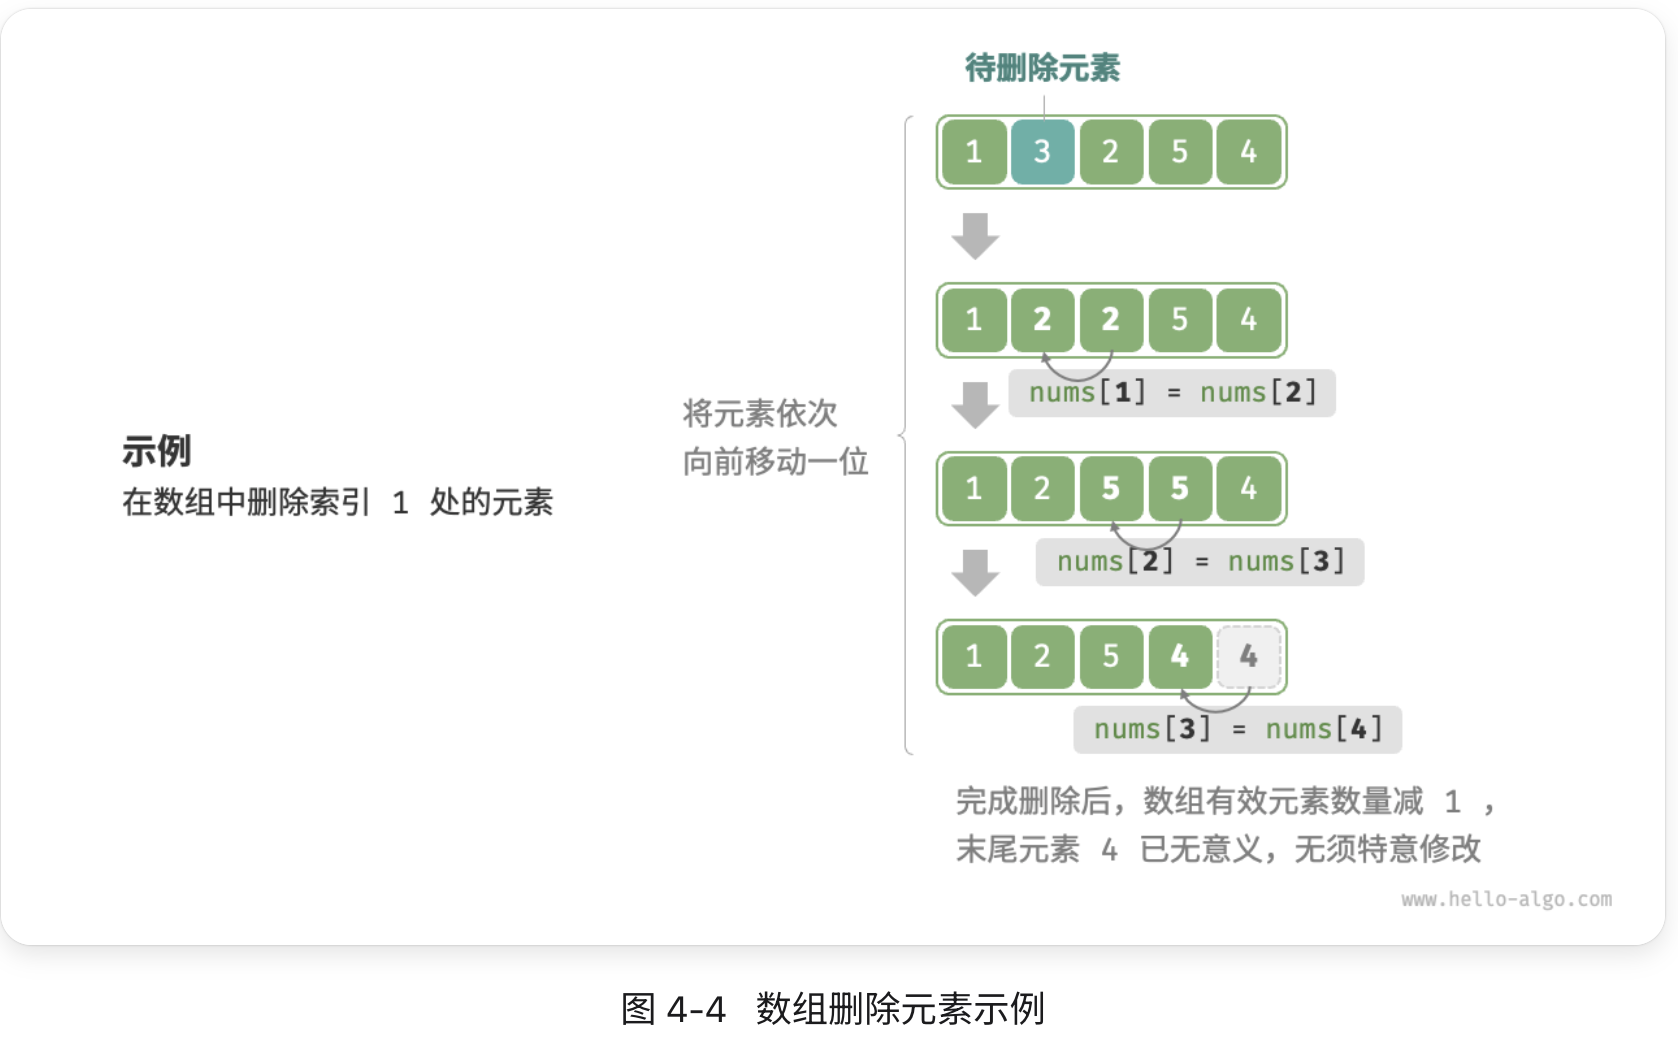 待删除元素
1 3 2 5 4
1 2 2 5 4
nums[1] = nums[2]
将元素依次
向前移动一位
示例
在数组中删除索引 1 处的元素
1 2 5 5 4
nums[2] = nums[3]
1 2 5 4 4
nums[3] = nums[4]
完成删除后，数组有效元素数量减 1 ，
末尾元素 4 已无意义，无须特意修改
www.hello-algo.com
图 4-4 数组删除元素示例